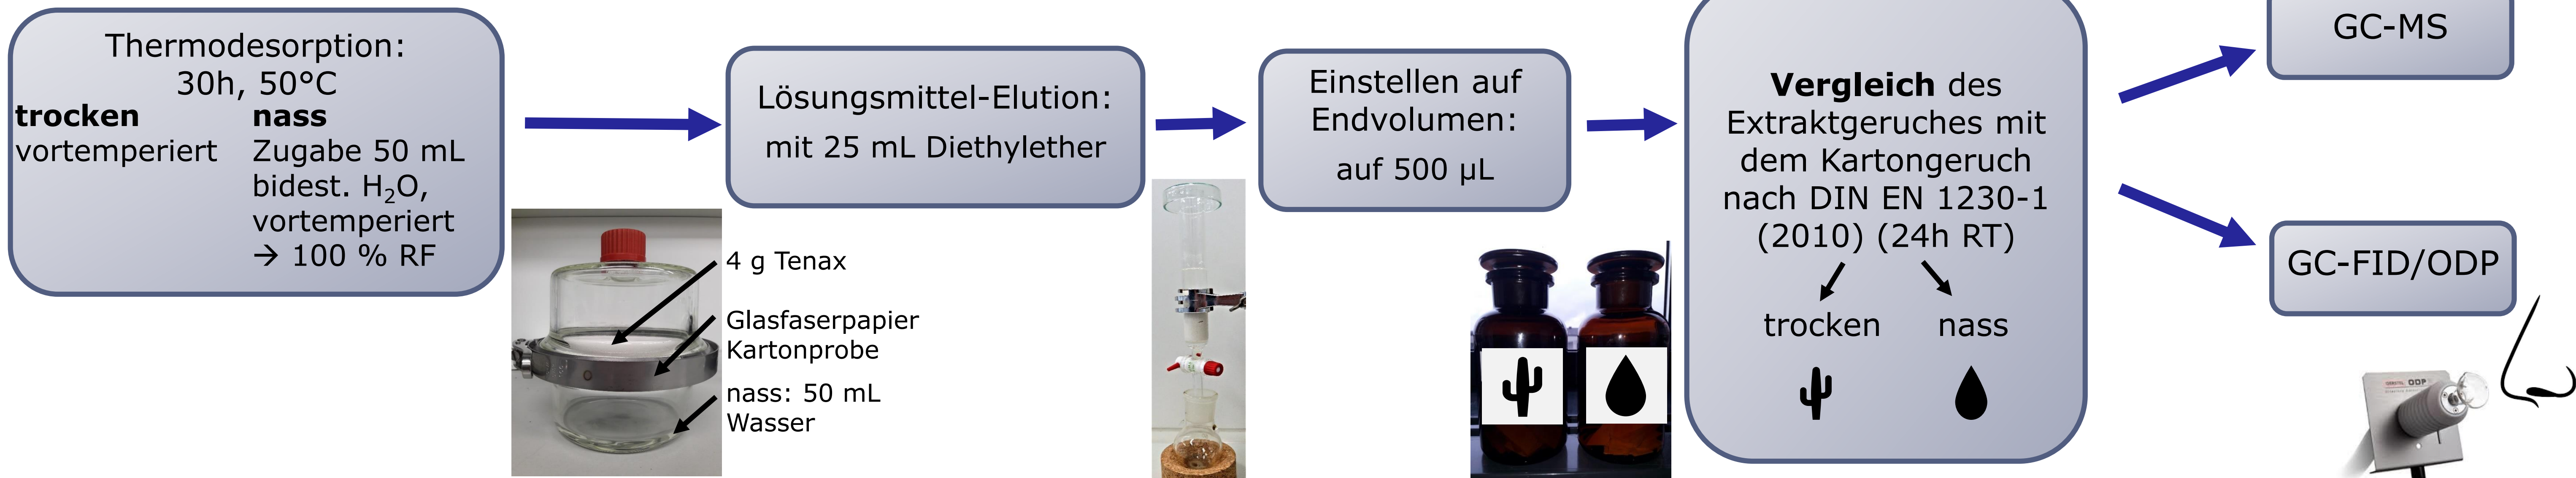 Thermodesorption:
30h, 50°C
trocken
vortemperiert
nass
Zugabe 50 mL
bidest. H₂O,
vortemperiert
→ 100 % RF
4 g Tenax
Glasfaserpapier
Kartonprobe
nass: 50 mL
Wasser
Lösungsmittel-Elution:
mit 25 mL Diethylether
Einstellen auf
Endvolumen:
auf 500 µL
Vergleich des
Extraktgeruches mit
dem Kartongeruch
nach DIN EN 1230-1
(2010) (24h RT)
trocken nass
GC-MS
GC-FID/ODP
ODP